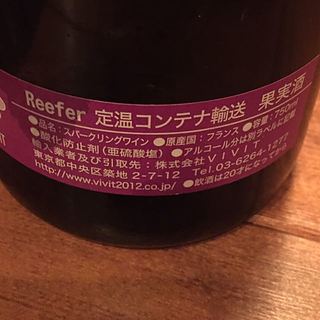 Reefer 定温コンテナ輸送 果実酒
●品名：スパークリングワイン ●原産国：フランス ●容量：750ml
●酸化防止剤（亜硫酸塩） ●アルコール分は別ラベルに記載
輸入業者及び引取先：株式会社VIVIT
東京都中央区築地 2-7-12 Tel.03-6264-1277
http://www.vivit2012.co.jp/ ●飲酒は20才になってから